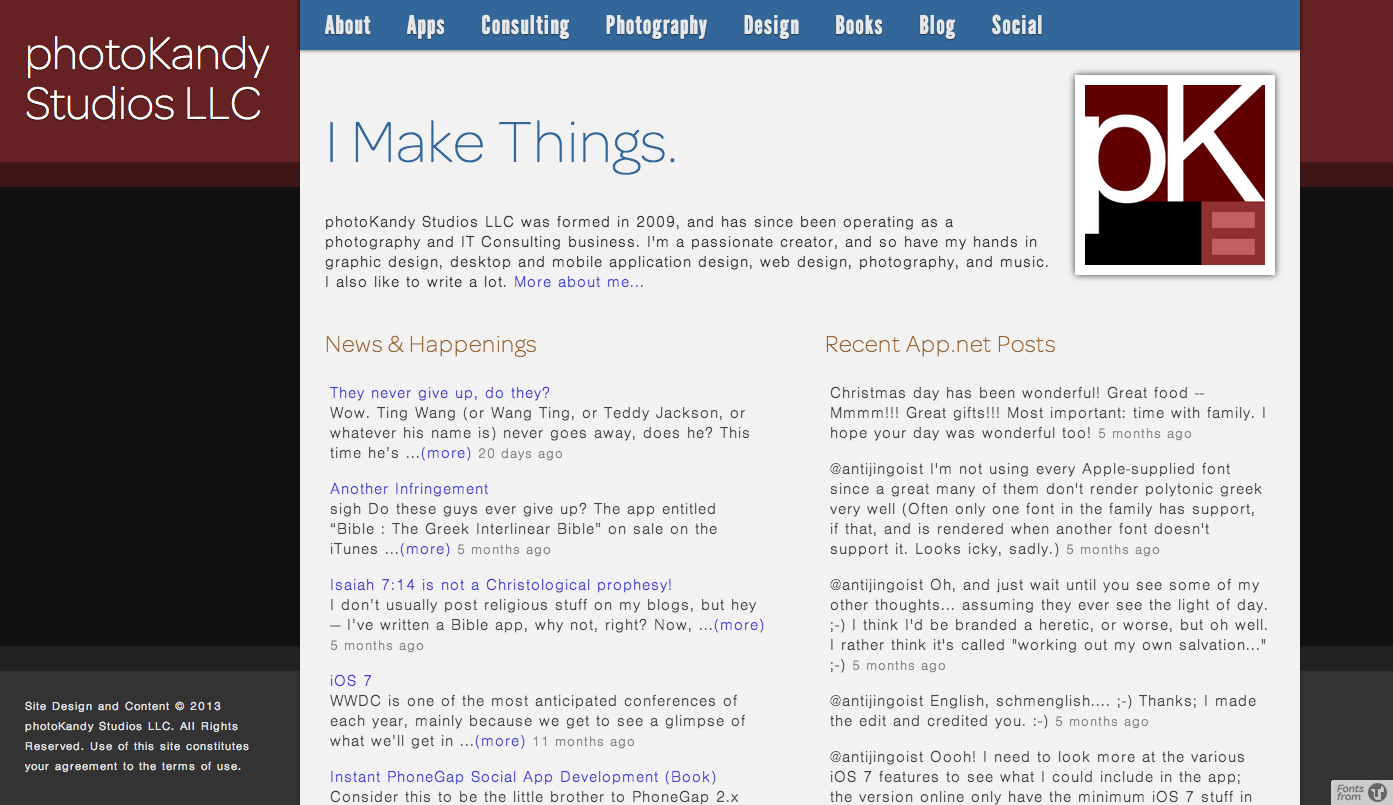 photoKandy
Studios LLC
About Apps Consulting Photography Design Books Blog Social
pK
I Make Things.
photoKandy Studios LLC was formed in 2009, and has since been operating as a
photography and IT Consulting business. I'm a passionate creator, and so have my hands in
graphic design, desktop and mobile application design, web design, photography, and music.
I also like to write a lot. More about me...
News & Happenings
They never give up, do they?
Wow. Ting Wang (or Wang Ting, or Teddy Jackson, or
whatever his name is) never goes away, does he? This
time he’s ...(more) 20 days ago
Another Infringement
sigh Do these guys ever give up? The app entitled
“Bible : The Greek Interlinear Bible” on sale on the
iTunes ...(more) 5 months ago
Isaiah 7:14 is not a Christological prophesy!
I don’t usually post religious stuff on my blogs, but hey
— I’ve written a Bible app, why not, right? Now, ...(more)
5 months ago
iOS 7
WWDC is one of the most anticipated conferences of
each year, mainly because we get to see a glimpse of
what we’ll get in ...(more) 11 months ago
Instant PhoneGap Social App Development (Book)
Consider this to be the little brother to PhoneGap 2.x
Recent App.net Posts
Christmas day has been wonderful! Great food --
Mmmm!!! Great gifts!!! Most important: time with family. I
hope your day was wonderful too! 5 months ago
@antijingoist I'm not using every Apple-supplied font
since a great many of them don't render polytonic greek
very well (Often only one font in the family has support,
if that, and is rendered when another font doesn't
support it. Looks icky, sadly.) 5 months ago
@antijingoist Oh, and just wait until you see some of my
other thoughts... assuming they ever see the light of day.
;-) I think I'd be branded a heretic, or worse, but oh well.
I rather think it's called "working out my own salvation..."
;-) 5 months ago
@antijingoist English, schmenglish.... ;-) Thanks; I made
the edit and credited you. :-) 5 months ago
@antijingoist Oooh! I need to look more at the various
iOS 7 features to see what I could include in the app;
the version online only have the minimum iOS 7 stuff in
Site Design and Content © 2013
photoKandy Studios LLC. All Rights
Reserved. Use of this site constitutes
your agreement to the terms of use.
Fonts
from